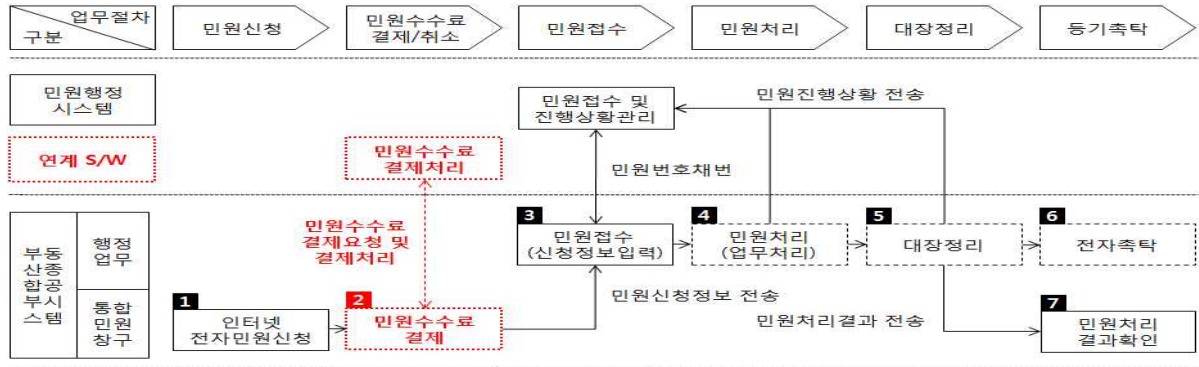 업무절차
구분
민원신청
민원수수료
결제/취소
민원접수
민원처리
대장정리
등기촉탁
민원행정
시스템
민원접수 및
진행상황관리
민원진행상황 전송
연계 S/W
민원수수료
결제처리
민원번호채번
민원수수료
결제요청 및
결제처리
부동
산종
합공
부시
스템
행정
업무
3
민원접수
(신청정보입력)
4
민원처리
(업무처리)
5
대장정리
6
전자촉탁
통합
민원
창구
1
인터넷
전자민원신청
2
민원수수료
결제
민원신청정보 전송
민원처리결과 전송
7
민원처리
결과확인